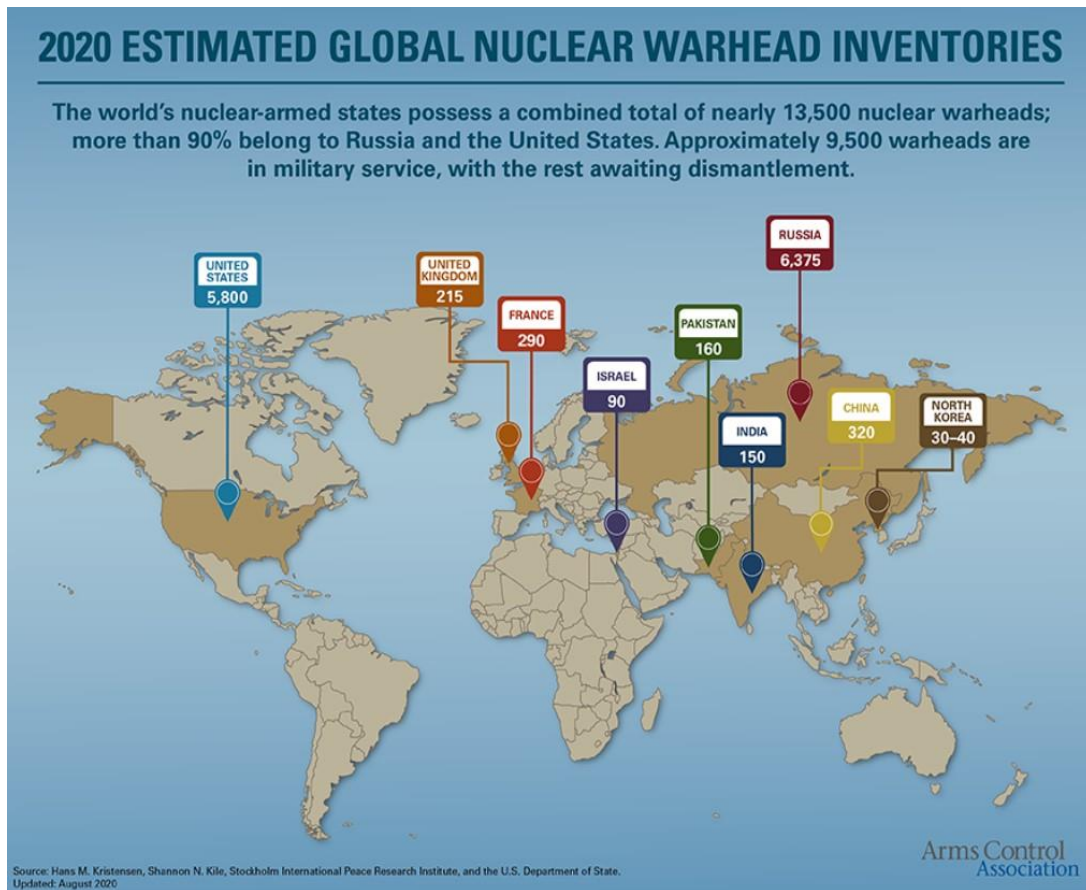 2020 ESTIMATED GLOBAL NUCLEAR WARHEAD INVENTORIES
The world's nuclear-armed states possess a combined total of nearly 13,500 nuclear warheads;
more than 90% belong to Russia and the United States. Approximately 9,500 warheads are
in military service, with the rest awaiting dismantlement.
RUSSIA
6,375
UNITED
STATES
5,800
UNITED
KINGDOM
215
FRANCE
290
PAKISTAN
160
ISRAEL
90
INDIA
150
CHINA
320
NORTH
KOREA
30–40
Arms Control
Association
Source: Hans M. Kristensen, Shannon N. Kile, Stockholm International Peace Research Institute, and the U.S. Department of State.
Updated: August 2020